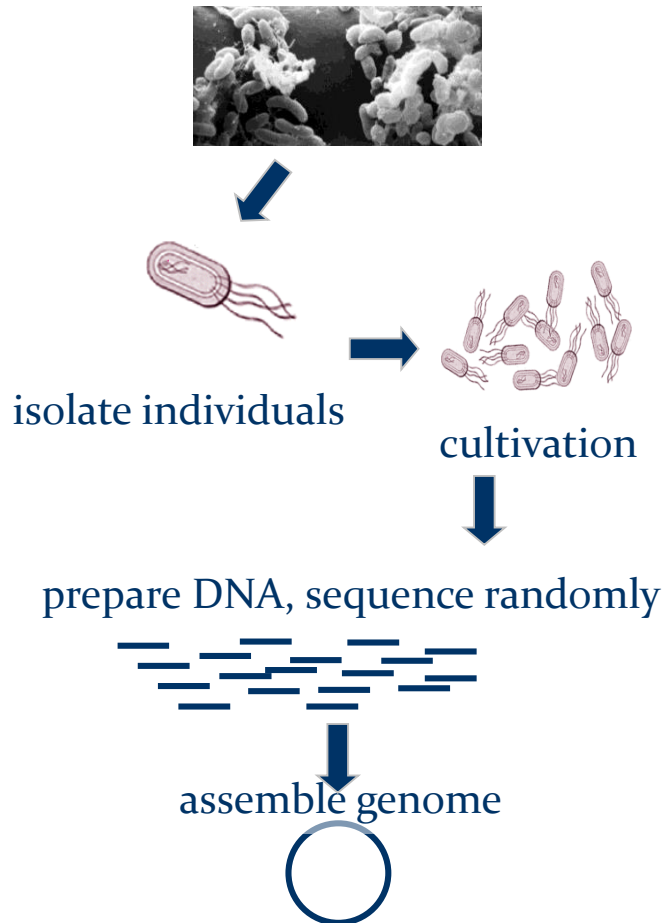 isolate individuals
cultivation
prepare DNA, sequence randomly
assemble genome